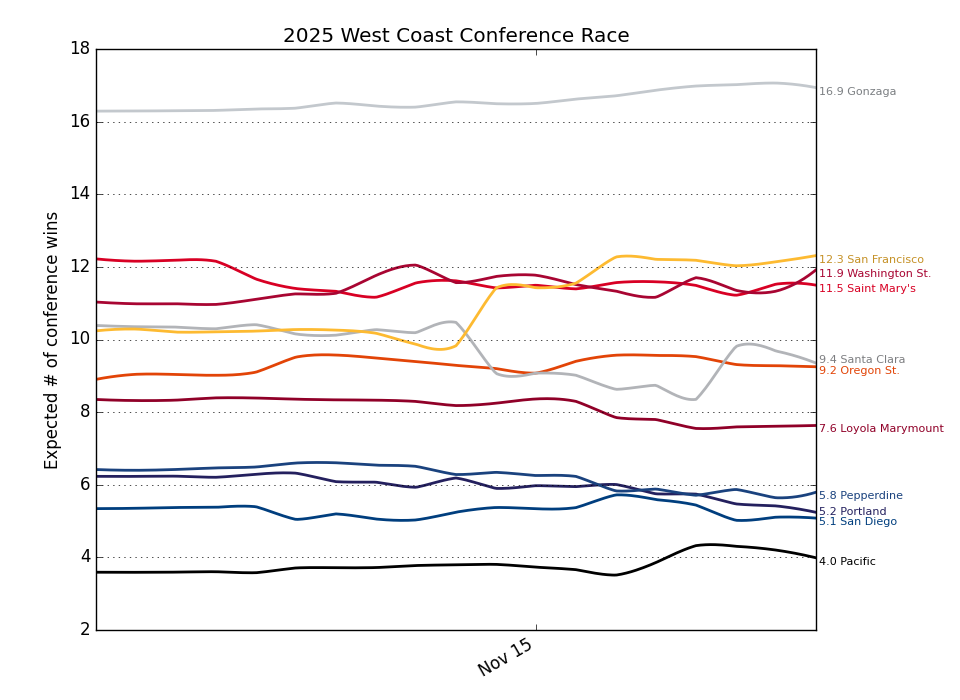 2025 West Coast Conference Race
Expected # of conference wins
18
16
14
12
10
8
6
4
2
16.9 Gonzaga
12.3 San Francisco
11.9 Washington St.
11.5 Saint Mary's
9.4 Santa Clara
9.2 Oregon St.
7.6 Loyola Marymount
5.8 Pepperdine
5.2 Portland
5.1 San Diego
4.0 Pacific
Nov 15